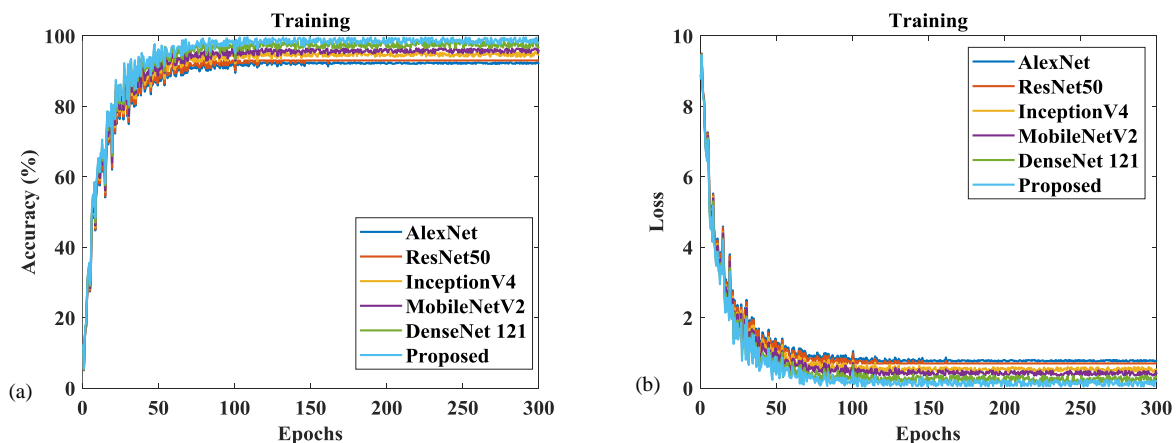 Training
100
80
60
40
20
0
Accuracy (%)
AlexNet
ResNet50
InceptionV4
MobileNetV2
DenseNet 121
Proposed
0 50 100 150 200 250 300
Epochs
(a)
Training
10
8
6
4
2
0
Loss
AlexNet
ResNet50
InceptionV4
MobileNetV2
DenseNet 121
Proposed
0 50 100 150 200 250 300
Epochs
(b)